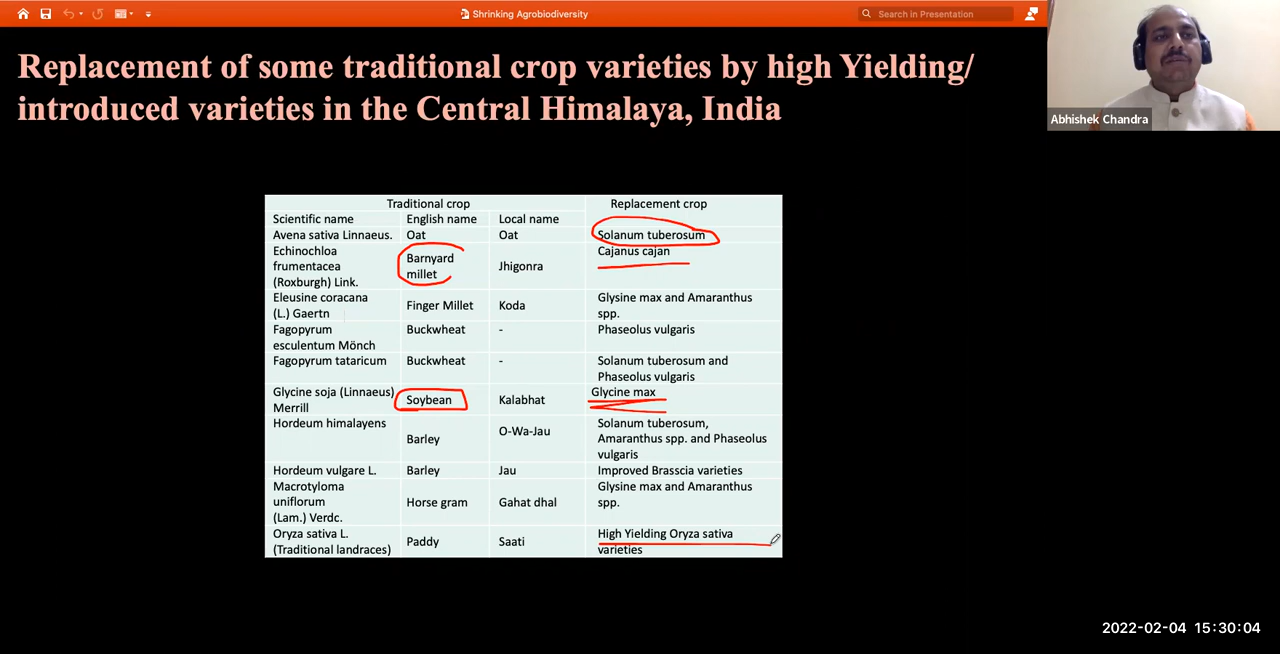 Shrinking Agrobiodiversity
Search in Presentation
Replacement of some traditional crop varieties by high Yielding/
introduced varieties in the Central Himalaya, India
Abhishek Chandra
Traditional crop Replacement crop
Scientific name English name Local name
Avena sativa Linnaeus. Oat Oat Solanum tuberosum
Echinochloa
frumentacea
(Roxburgh) Link. Barnyard
millet Jhigonra Cajanus cajan
Eleusine coracana
(L.) Gaertn Finger Millet Koda Glysine max and Amaranthus
spp.
Fagopyrum
esculentum Mönch Buckwheat - Phaseolus vulgaris
Fagopyrum tataricum Buckwheat - Solanum tuberosum and
Phaseolus vulgaris
Glycine soja (Linnaeus)
Merrill Soybean Kalabhat Glycine max
Hordeum himalayens Barley O-Wa-Jau Solanum tuberosum,
Amaranthus spp. and Phaseolus
vulgaris
Hordeum vulgare L. Barley Jau Improved Brasscia varieties
Macrotyloma
uniflorum
(Lam.) Verdc. Horse gram Gahat dhal Glysine max and Amaranthus
spp.
Oryza sativa L.
(Traditional landraces) Paddy Saati High Yielding Oryza sativa
varieties
2022-02-04 15:30:04